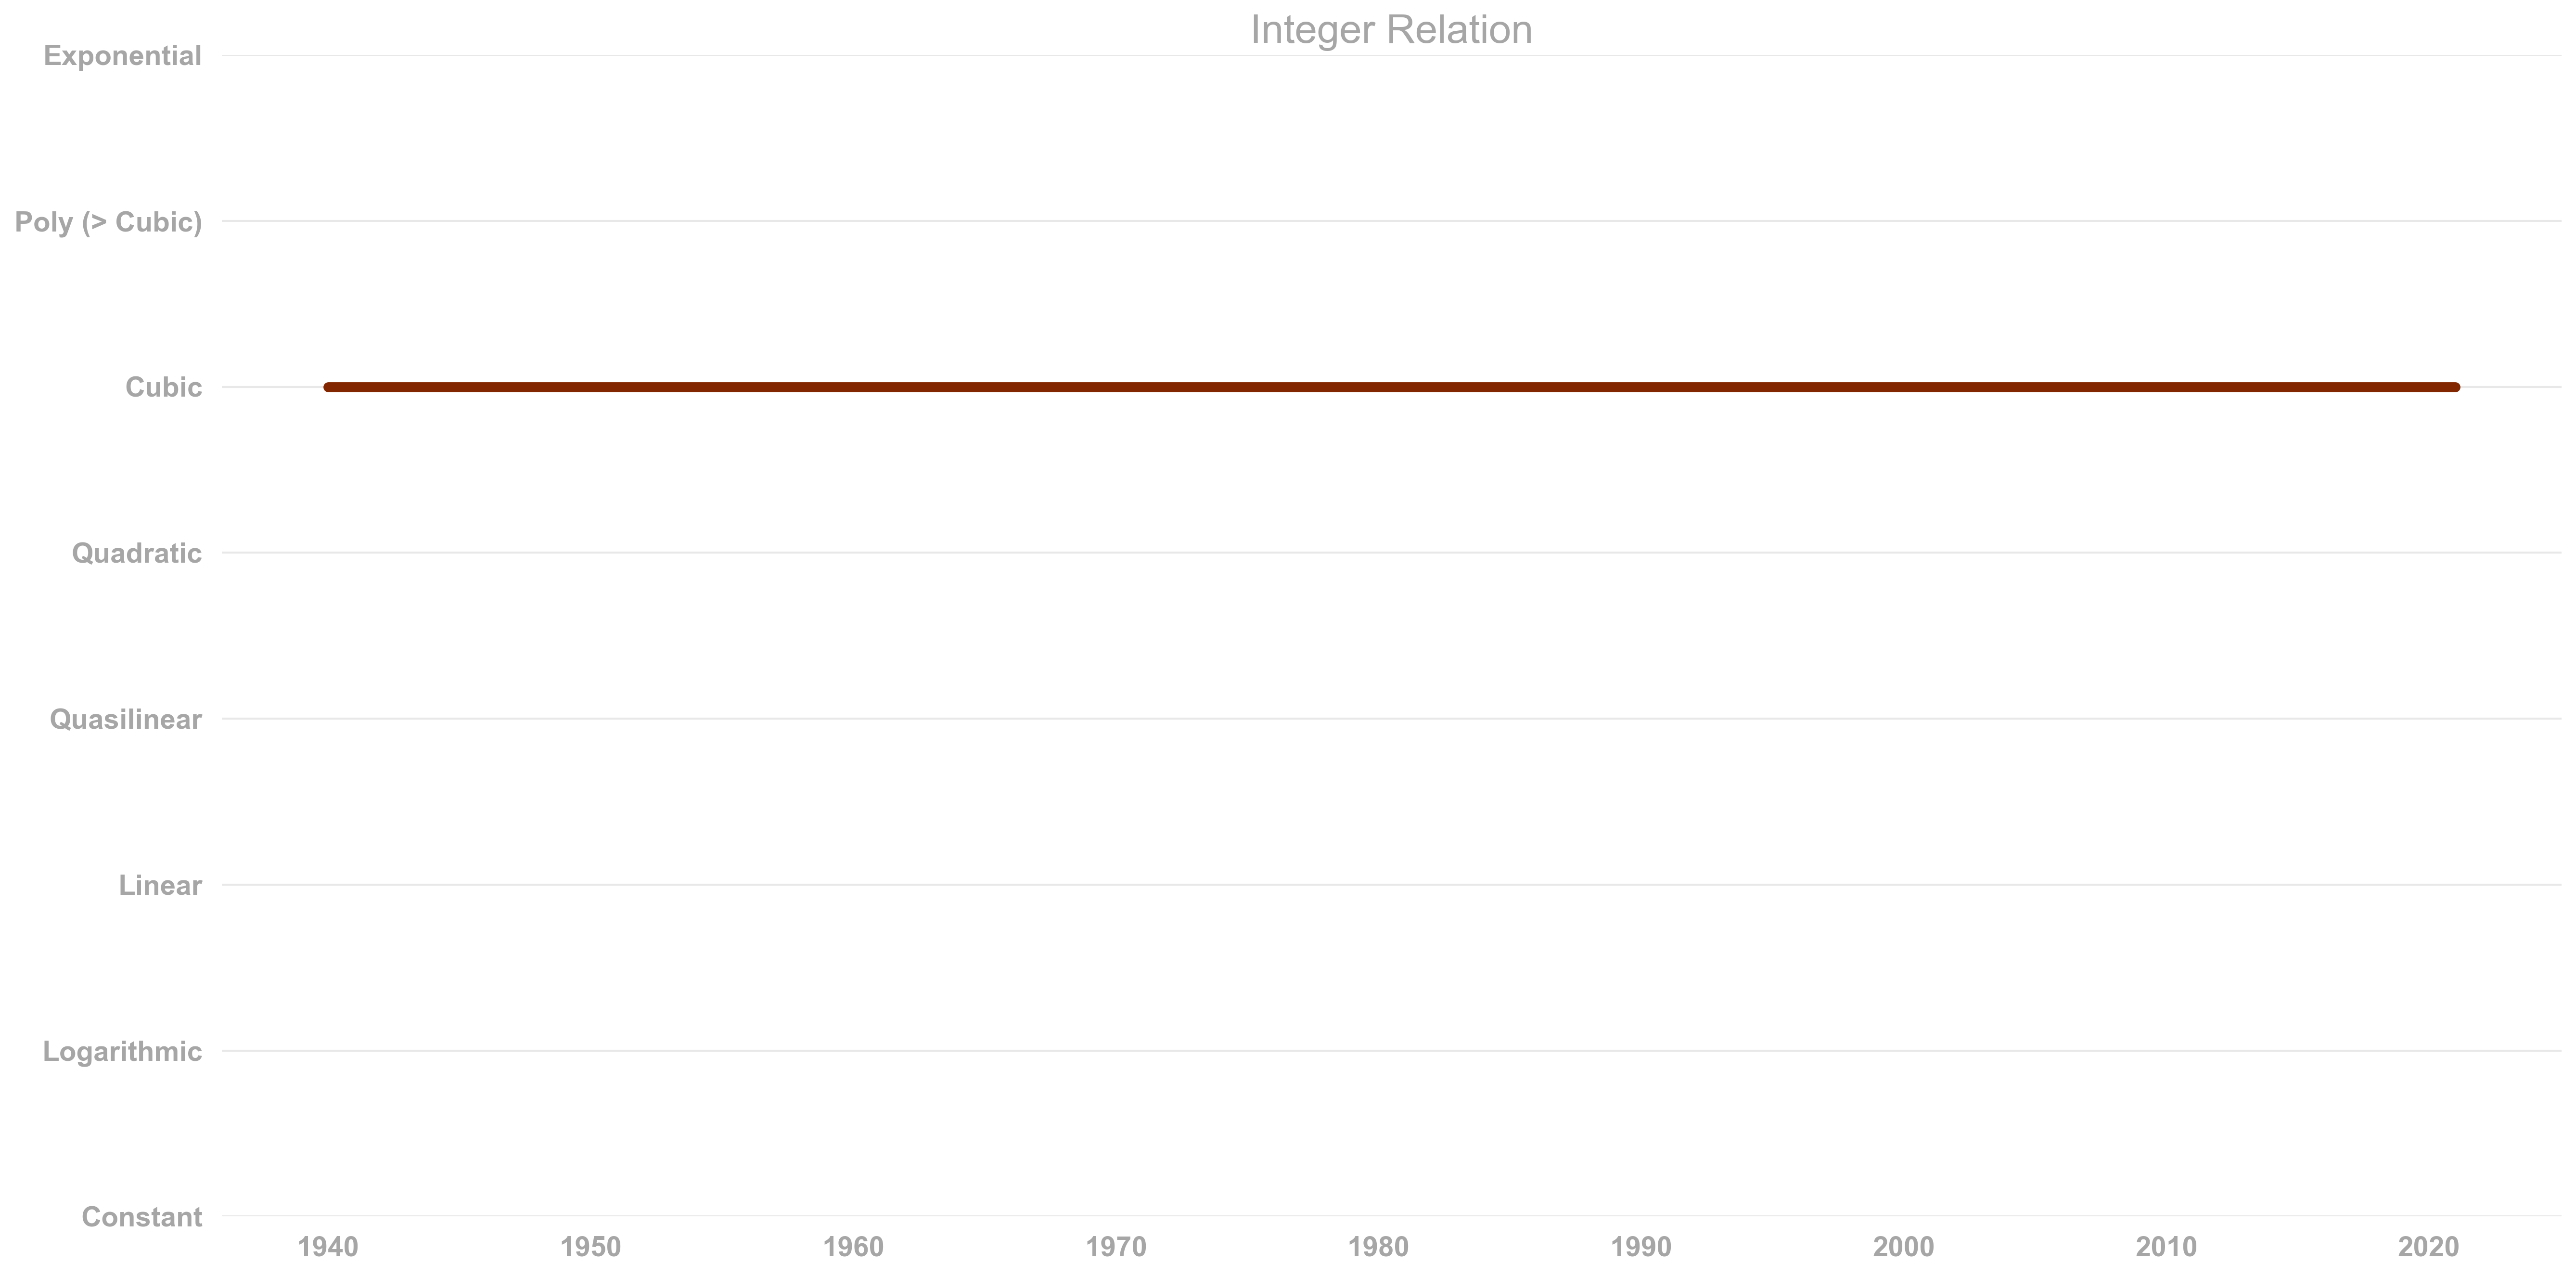 Integer Relation
Exponential
Poly (> Cubic)
Cubic
Quadratic
Quasilinear
Linear
Logarithmic
Constant
1940 1950 1960 1970 1980 1990 2000 2010 2020